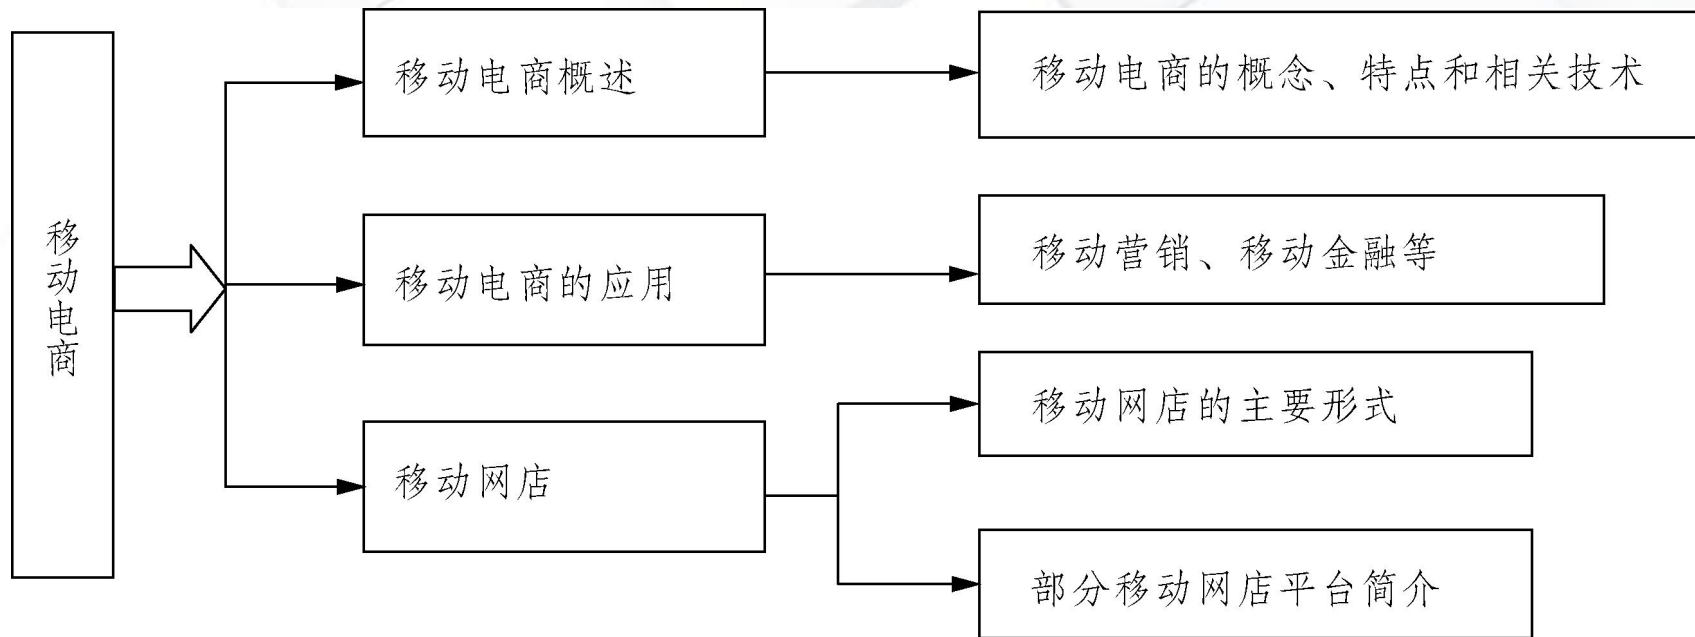 移动电商
移动电商概述
移动电商的概念、特点和相关技术
移动电商的应用
移动营销、移动金融等
移动网店
移动网店的主要形式
部分移动网店平台简介